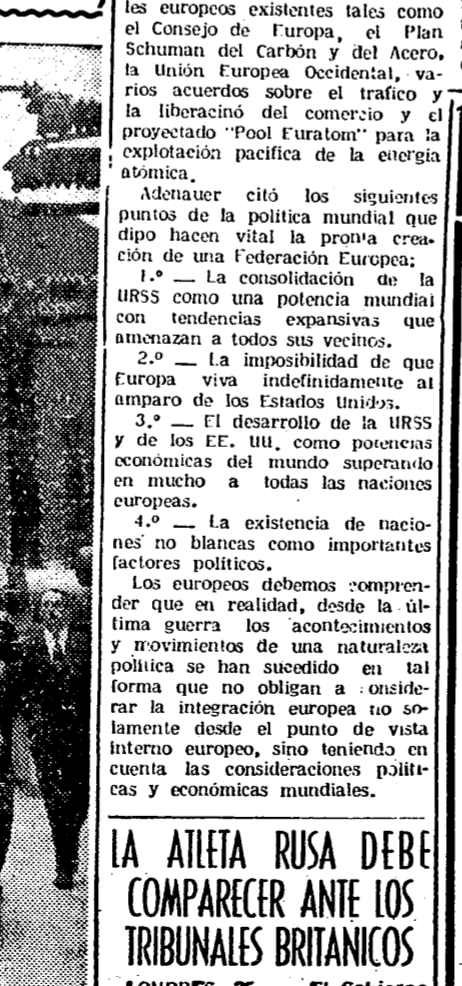 les europeos existentes tales como
el Consejo de Europa, el Plan
Schuman del Carbón y del Acero,
la Unión Europea Occidental, va-
rios acuerdos sobre el trafico y
la liberacinó del comercio y el
proyectado "Pool Euratom" para la
explotación pacifica de la energía
atómica.
Adenauer citó los siguientes
puntos de la política mundial que
dipo hacen vital la pronta crea-
ción de una Federación Europea:
1.º — La consolidación de la
URSS como una potencia mundial
con tendencias expansivas que
amenazan a todos sus vecinos.
2.º — La imposibilidad de que
Europa viva indefinidamente al
amparo de los Estados Unidos.
3.º — El desarrollo de la URSS
y de los EE. UU. como potencias
económicas del mundo superando
en mucho a todas las naciones
europeas.
4.º — La existencia de nacio-
nes no blancas como importantes
factores políticos.
Los europeos debemos compren-
der que en realidad, desde la úl-
tima guerra los acontecimientos
y movimientos de una naturaleza
política se han sucedido en tal
forma que no obligan a conside-
rar la integración europea no so-
lamente desde el punto de vista
interno europeo, sino teniendo en
cuenta las consideraciones políti-
cas y económicas mundiales.
LA ATLETA RUSA DEBE
COMPARECER ANTE LOS
TRIBUNALES BRITANICOS
LONDRES El Gobierno